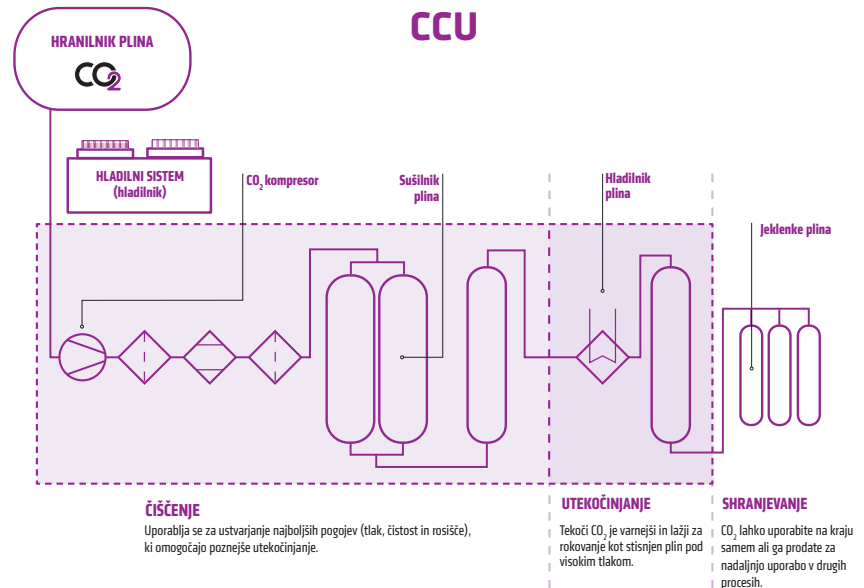 CCU
HRANILNIK PLINA
CO2
HLADILNI SISTEM
(hladilnik)
CO2 kompresor
Sušilnik
plina
Hladilnik
plina
Jeklenke plina
ČIŠČENJE
Uporablja se za ustvarjanje najboljših pogojev (tlak, čistost in rosišče),
ki omogočajo poznejše utekočinjanje.
UTEKOČINJANJE
Tekoči CO2 je varnejši in lažji za
rokovanje kot stisnjen plin pod
visokim tlakom.
SHRANJEVANJE
CO2 lahko uporabite na kraju
samem ali ga prodate za
nadaljnjo uporabo v drugih
procesih.